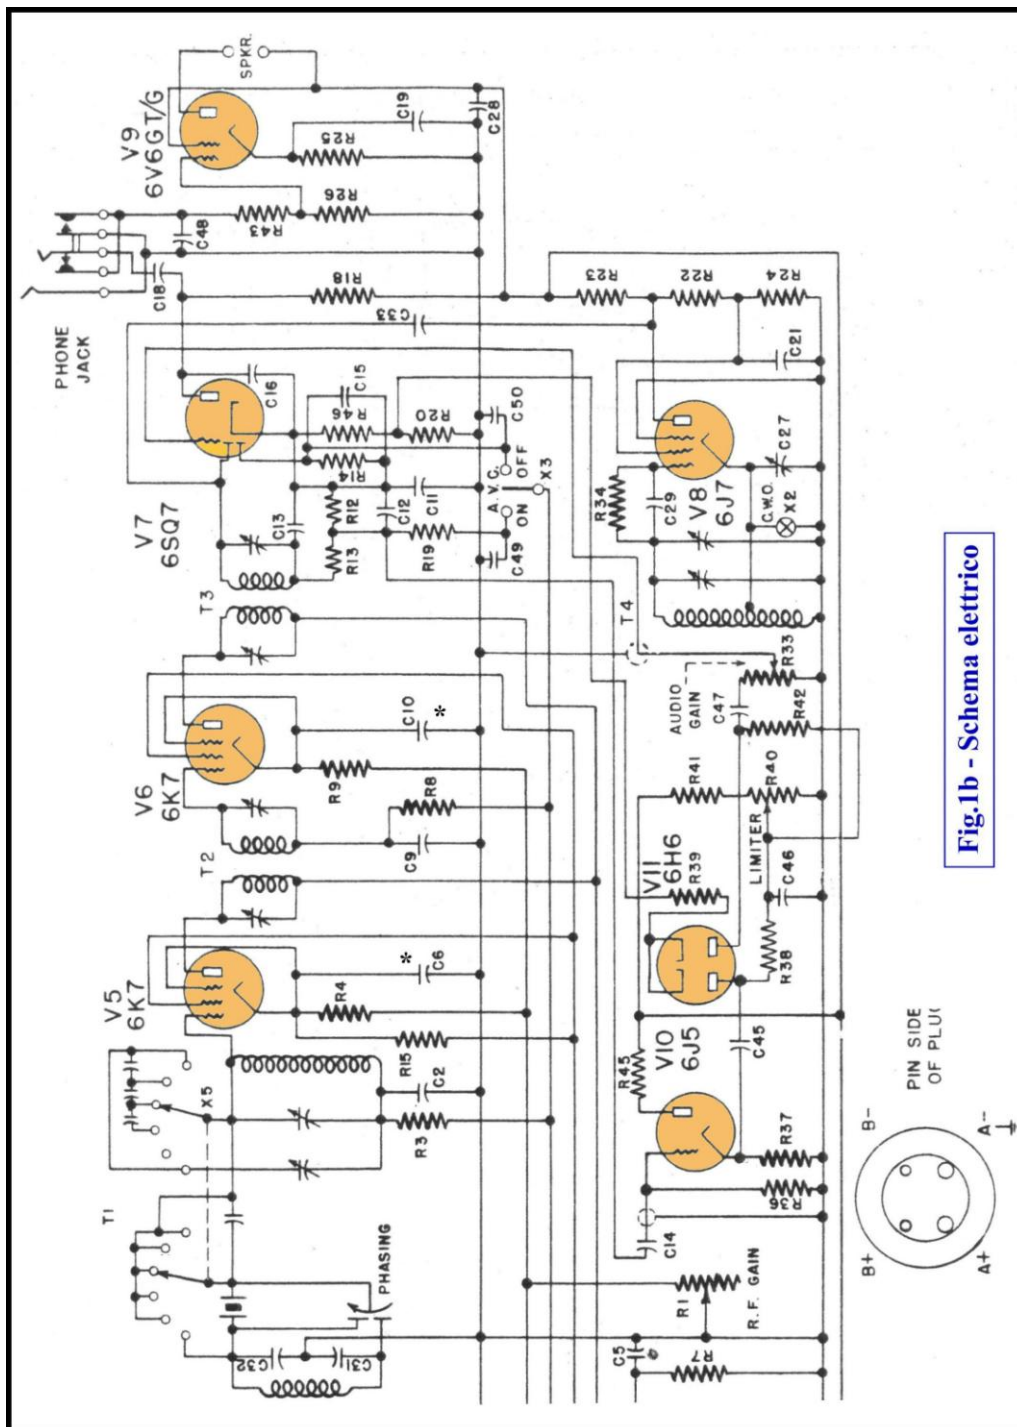 PHONE
JACK
V9
6V6GT/G
SPKR.
C19
C28
R25
R26
R43
C48
C18
R18
C33
V7
6SQ7
C16
C15
R46
R20
C50
R14
A.V.C.
OFF
ON
X3
C13
R12
C12
C11
R13
R19
C49
T3
R23
R22
R24
C21
V8
6J7
C27
R34
C29
C.W.O.
X2
T4
V6
6K7
C10
*
R9
R8
C9
T2
AUDIO
GAIN
R33
C47
R42
R41
R40
LIMITER
V11
6H6
R39
C46
R38
V5
6K7
*
C6
R4
R15
C2
R3
X5
T1
V10
6J5
R45
C45
R37
R36
C14
PHASING
C32
C31
R1
R.F. GAIN
C5
R7
PIN SIDE
OF PLU
B-
A-
B+
A+
Fig.1b - Schema elettrico